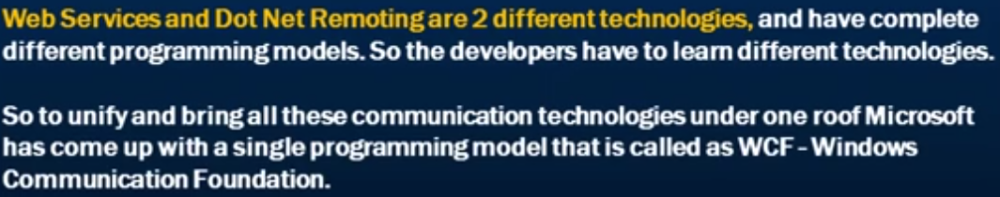 Web Services and Dot Net Remoting are 2 different technologies, and have complete
different programming models. So the developers have to learn different technologies.
So to unify and bring all these communication technologies under one roof Microsoft
has come up with a single programming model that is called as WCF - Windows
Communication Foundation.